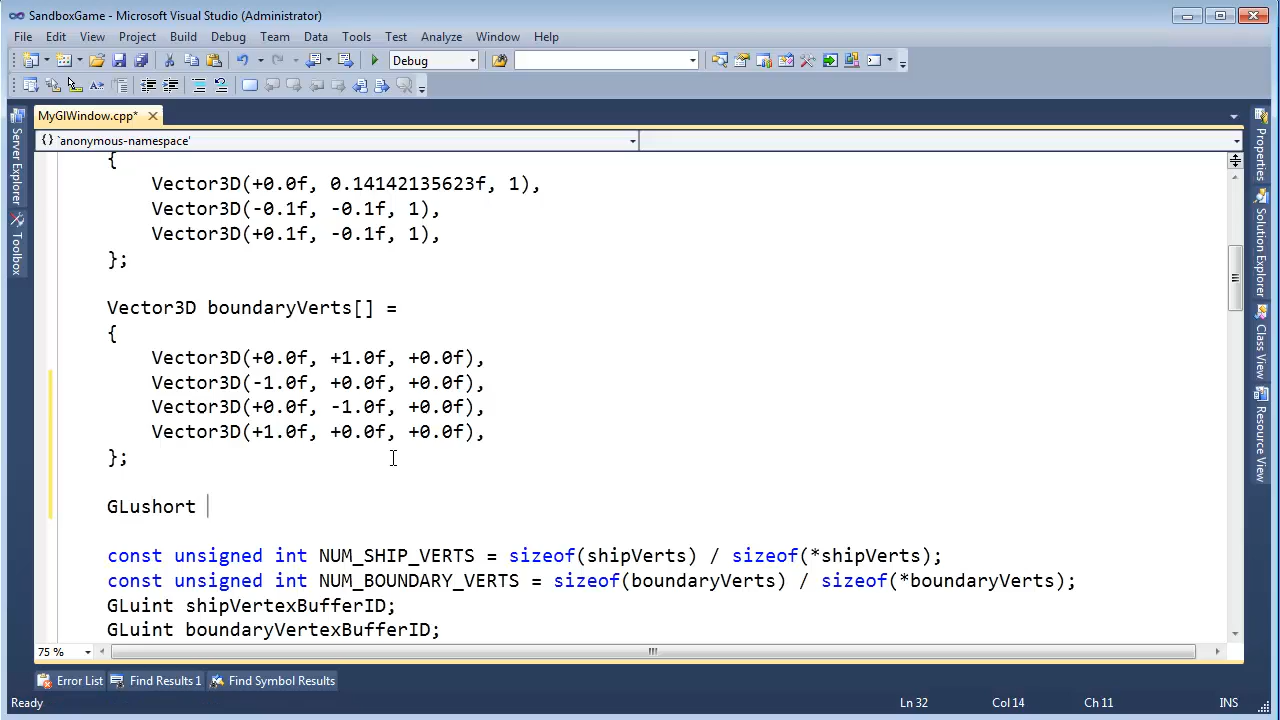 SandboxGame - Microsoft Visual Studio (Administrator)
File Edit View Project Build Debug Team Data Tools Test Analyze Window Help
Debug
MyGlWindow.cpp*
{} `anonymous-namespace'
{
Vector3D(+0.0f, 0.14142135623f, 1),
Vector3D(-0.1f, -0.1f, 1),
Vector3D(+0.1f, -0.1f, 1),
};
Vector3D boundaryVerts[] =
{
Vector3D(+0.0f, +1.0f, +0.0f),
Vector3D(-1.0f, +0.0f, +0.0f),
Vector3D(+0.0f, -1.0f, +0.0f),
Vector3D(+1.0f, +0.0f, +0.0f),
};
GLushort
const unsigned int NUM_SHIP_VERTS = sizeof(shipVerts) / sizeof(*shipVerts);
const unsigned int NUM_BOUNDARY_VERTS = sizeof(boundaryVerts) / sizeof(*boundaryVerts);
GLuint shipVertexBufferID;
GLuint boundaryVertexBufferID;
75 %
Server Explorer
Toolbox
Properties
Solution Explorer
Class View
Resource View
Error List Find Results 1 Find Symbol Results
Ready Ln 32 Col 14 Ch 11 INS